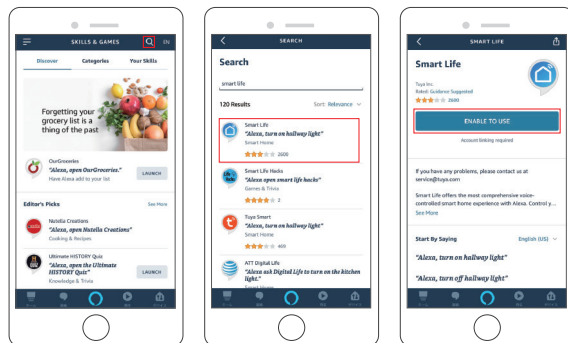 SKILLS & GAMES
EN
Discover
Categories
Your Skills
Forgetting your
grocery list is a
thing of the past
OurGroceries
"Alexa, open OurGroceries."
Have Alexa add to your list
LAUNCH
Editor's Picks
See More
Natella Creations
"Alexa, open Natella Creations"
Cooking & Recipes
Ultimate HISTORY Quiz
"Alexa, open the Ultimate
HISTORY Quiz"
Knowledge & Trivia
LAUNCH
SEARCH
Search
smart life
120 Results
Sort: Relevance
Smart Life
"Alexa, turn on hallway light"
Smart Home
2600
Smart Life Hacks
"Alexa open smart life hacks"
Games & Trivia
2
Tuya Smart
"Alexa, turn on hallway light"
Smart Home
469
ATT Digital Life
"Alexa ask Digital Life to turn on the kitchen
light."
Smart Home
SMART LIFE
Smart Life
Tuya Inc.
Rated: Guidance Suggested
2600
ENABLE TO USE
Account linking required
If you have any problems, please contact us at
service@tuya.com
Smart Life offers the most comprehensive voice-
controlled smart home experience with Alexa. Control y...
See More
Start By Saying
English (US)
"Alexa, turn on hallway light"
"Alexa, turn off hallway light"